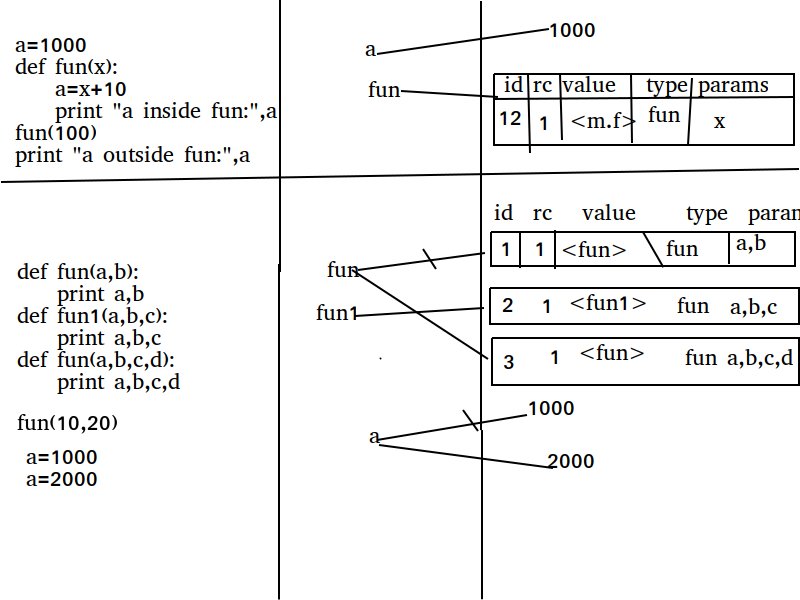 a=1000
def fun(x):
    a=x+10
    print "a inside fun:",a
fun(100)
print "a outside fun:",a
a
1000
fun
id rc value type params
12 1 <m.f> fun x
id rc value type param
fun
1 1 <fun> fun a,b
fun1
2 1 <fun1> fun a,b,c
3 1 <fun> fun a,b,c,d
def fun(a,b):
    print a,b
def fun1(a,b,c):
    print a,b,c
def fun(a,b,c,d):
    print a,b,c,d
fun(10,20)
a=1000
a=2000
a
1000
2000